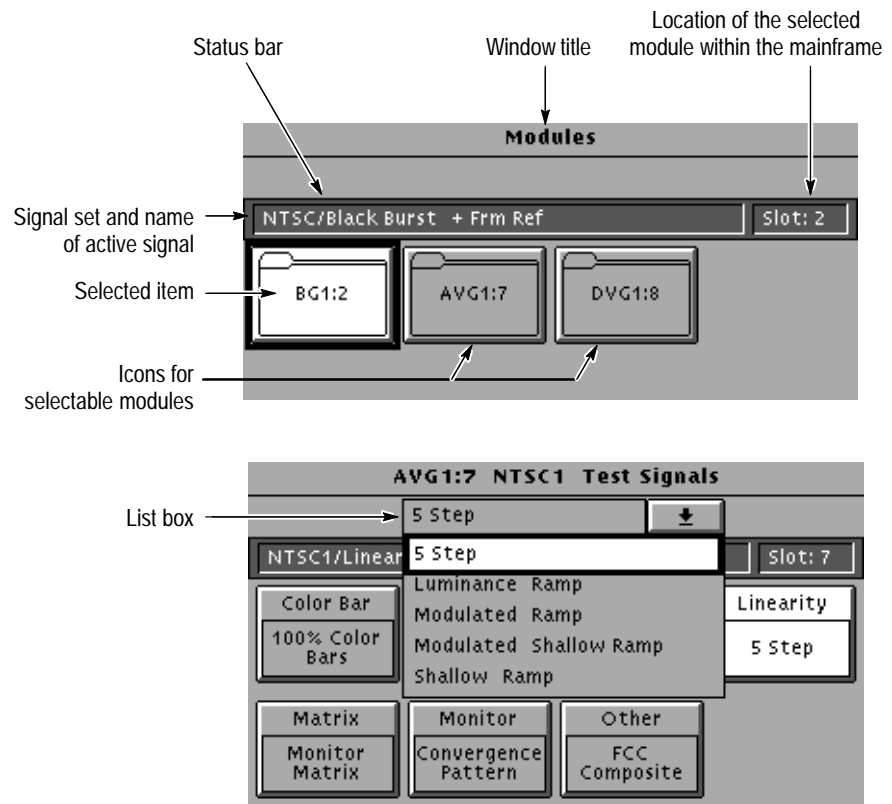 Location of the selected
module within the mainframe
Status bar
Window title
Modules
Signal set and name
of active signal
NTSC/Black Burst + Frm Ref
Slot: 2
Selected item
BG1:2
AVG1:7
DVG1:8
Icons for
selectable modules
AVG1:7 NTSC1 Test Signals
List box
5 Step
NTSC1/Linear
5 Step
Slot: 7
Luminance Ramp
Modulated Ramp
Modulated Shallow Ramp
Shallow Ramp
Color Bar
100% Color
Bars
Linearity
5 Step
Matrix
Monitor
Matrix
Monitor
Convergence
Pattern
Other
FCC
Composite